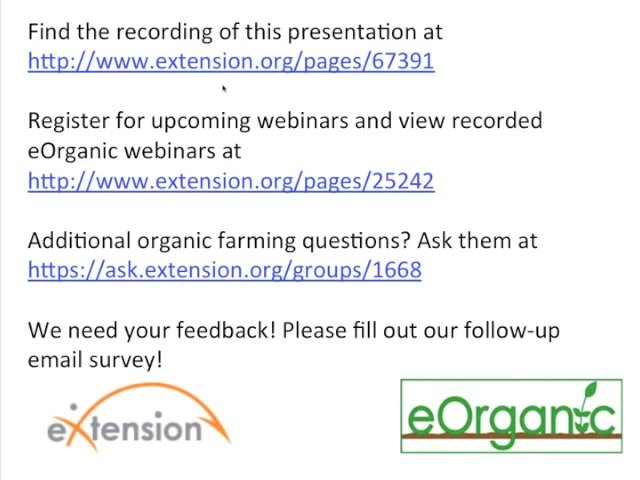 Find the recording of this presentation at
http://www.extension.org/pages/67391
Register for upcoming webinars and view recorded
eOrganic webinars at
http://www.extension.org/pages/25242
Additional organic farming questions? Ask them at
https://ask.extension.org/groups/1668
We need your feedback! Please fill out our follow-up
email survey!
eXtension
eOrganic